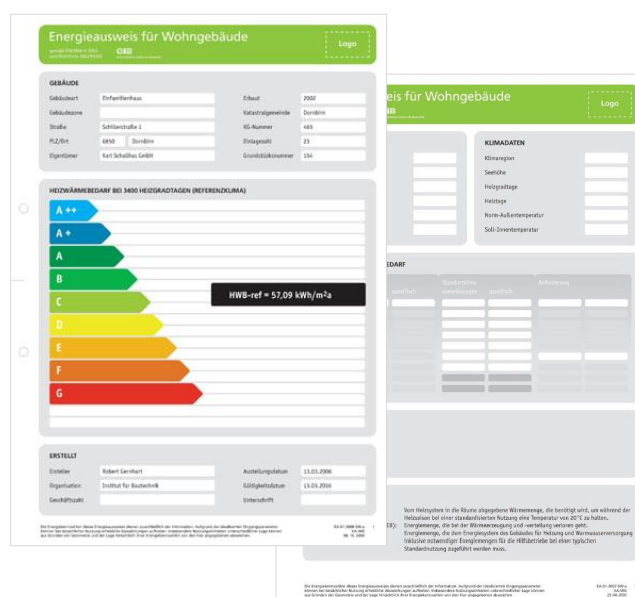 Energieausweis für Wohngebäude
Logo
GEBÄUDE
Gebäudeart Einfamilienhaus Erbaut 2002
Gebäudezone Katastralgemeinde Dornbirn
Straße Schillerstraße 1 KG-Nummer 465
PLZ/Ort 6850 Dornbirn Einlagezahl 23
Eigentümer Karl Schallhas GmbH Grundstücksnummer 154
HEIZWÄRMEBEDARF BEI 3400 HEIZGRADTAGEN (REFERENZKLIMA)
A ++
A +
A
B
C
HWB-ref = 57,09 kWh/m²a
D
E
F
G
ERSTELLT
Ersteller Robert Gernhart Ausstellungsdatum 13.03.2006
Organisation Institut für Bautechnik Gültigkeitsdatum 13.03.2016
Geschäftszahl Unterschrift
eis für Wohngebäude
Logo
KLIMADATEN
Klimaregion
Seehöhe
Heizgradtage
Heiztage
Norm-Außentemperatur
Soll-Innentemperatur
EDARF
spezifisch
spezifisch
Anforderung
Vom Heizsystem in die Räume abgegebene Wärmemenge, die benötigt wird, um während der
Heizsaison bei einer standardisierten Nutzung eine Temperatur von 20°C zu halten.
Energiemenge, die bei der Wärmeerzeugung und -verteilung verloren geht.
Energiemenge, die dem Energiesystem des Gebäudes für Heizung und Warmwasserversorgung
inklusive notwendiger Energiemengen für die Hilfsbetriebe bei einer typischen
Standardnutzung zugeführt werden muss.